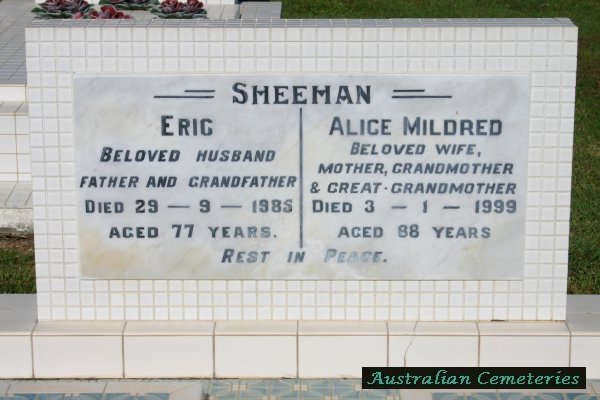 SHEEMAN
ERIC
BELOVED HUSBAND
FATHER AND GRANDFATHER
DIED 29 — 9 — 1985
AGED 77 YEARS.
ALICE MILDRED
BELOVED WIFE,
MOTHER, GRANDMOTHER
& GREAT-GRANDMOTHER
DIED 3 — 1 — 1999
AGED 88 YEARS
REST IN PEACE.
Australian Cemeteries